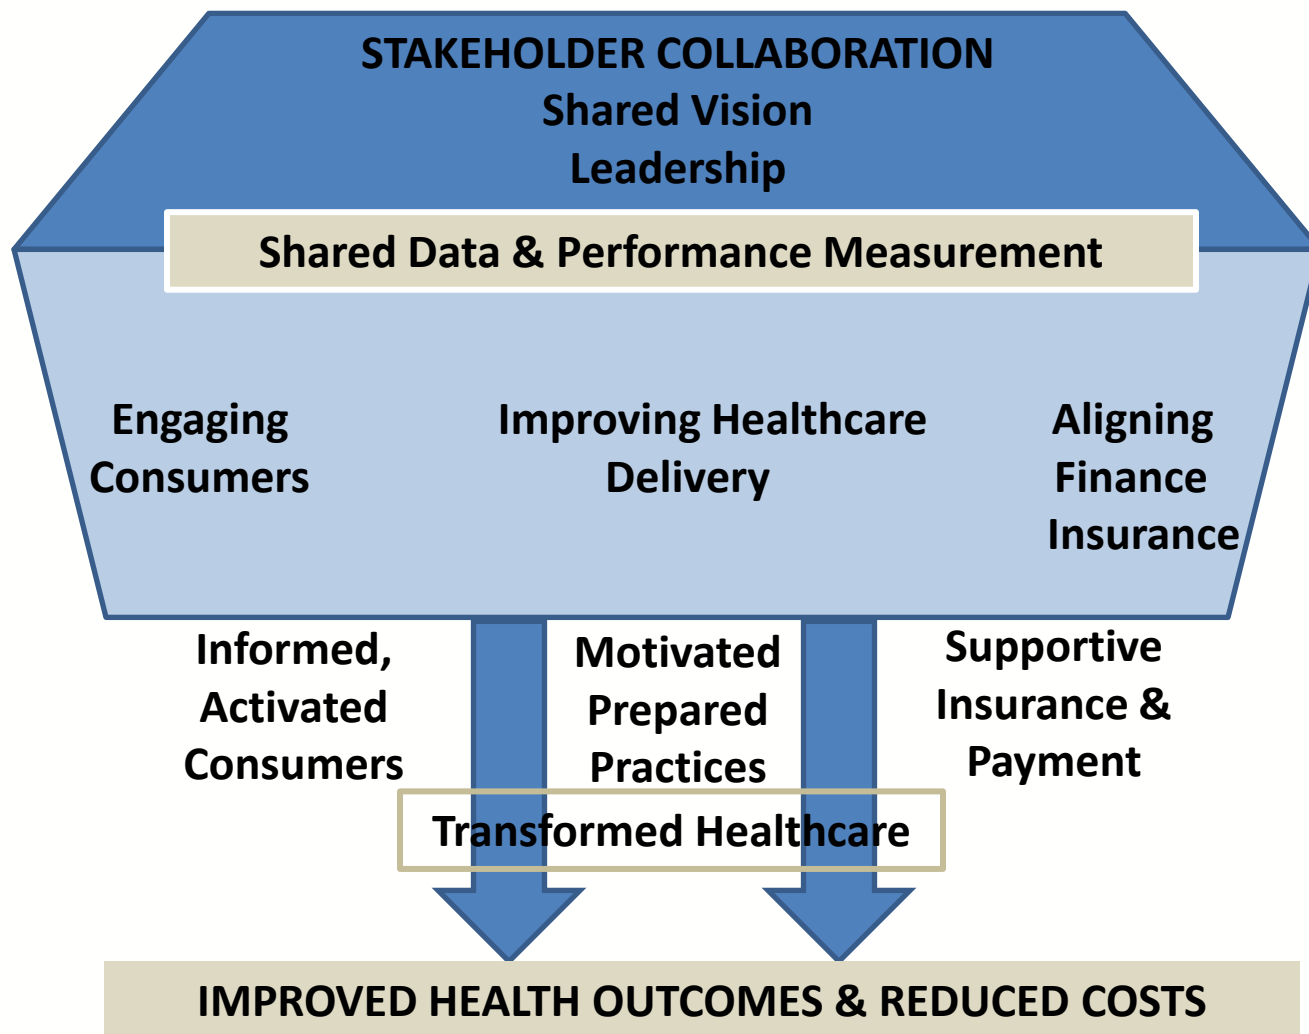 STAKEHOLDER COLLABORATION
Shared Vision
Leadership
Shared Data & Performance Measurement
Engaging
Consumers
Improving Healthcare
Delivery
Aligning
Finance
Insurance
Informed,
Activated
Consumers
Motivated
Prepared
Practices
Supportive
Insurance &
Payment
Transformed Healthcare
IMPROVED HEALTH OUTCOMES & REDUCED COSTS